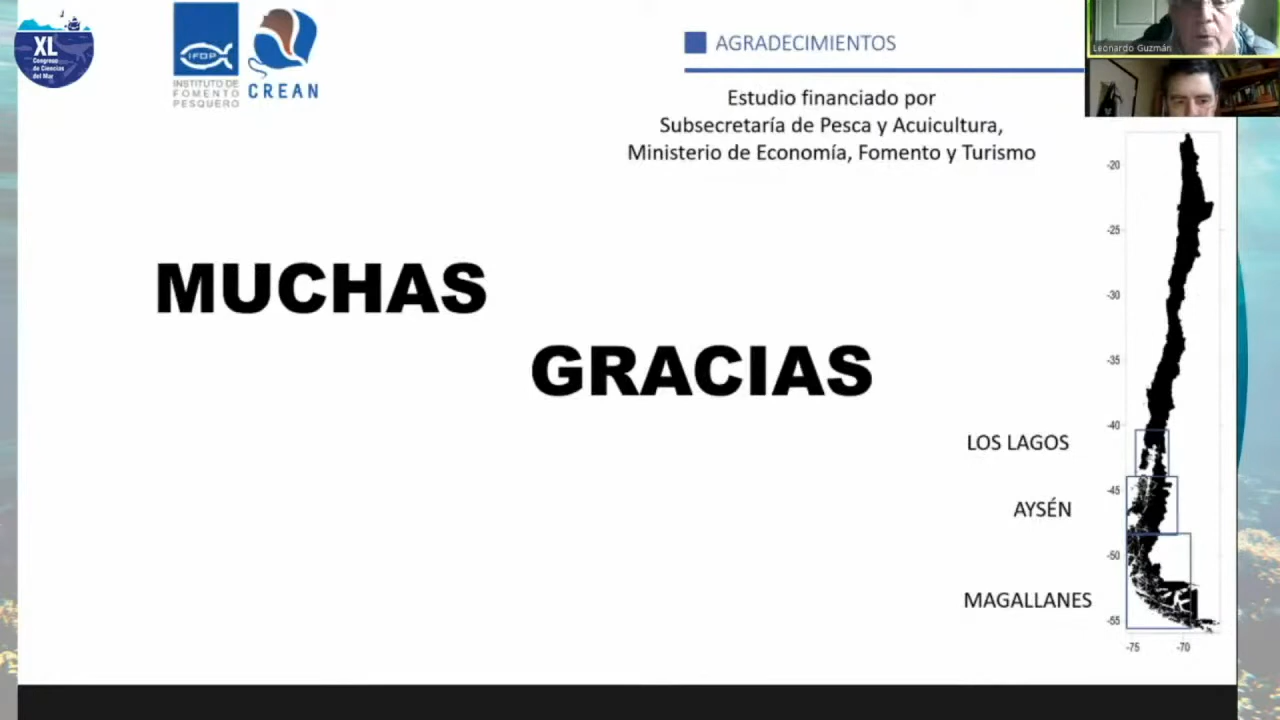 XL
Congreso
de Ciencias
del Mar
IFOP
INSTITUTO DE
FOMENTO
PESQUERO
CREAN
AGRADECIMIENTOS
Leonardo Guzmán
Estudio financiado por
Subsecretaría de Pesca y Acuicultura,
Ministerio de Economía, Fomento y Turismo
MUCHAS
GRACIAS
-20
-25
-30
-35
-40
LOS LAGOS
-45
AYSÉN
-50
MAGALLANES
-55
-75 -70